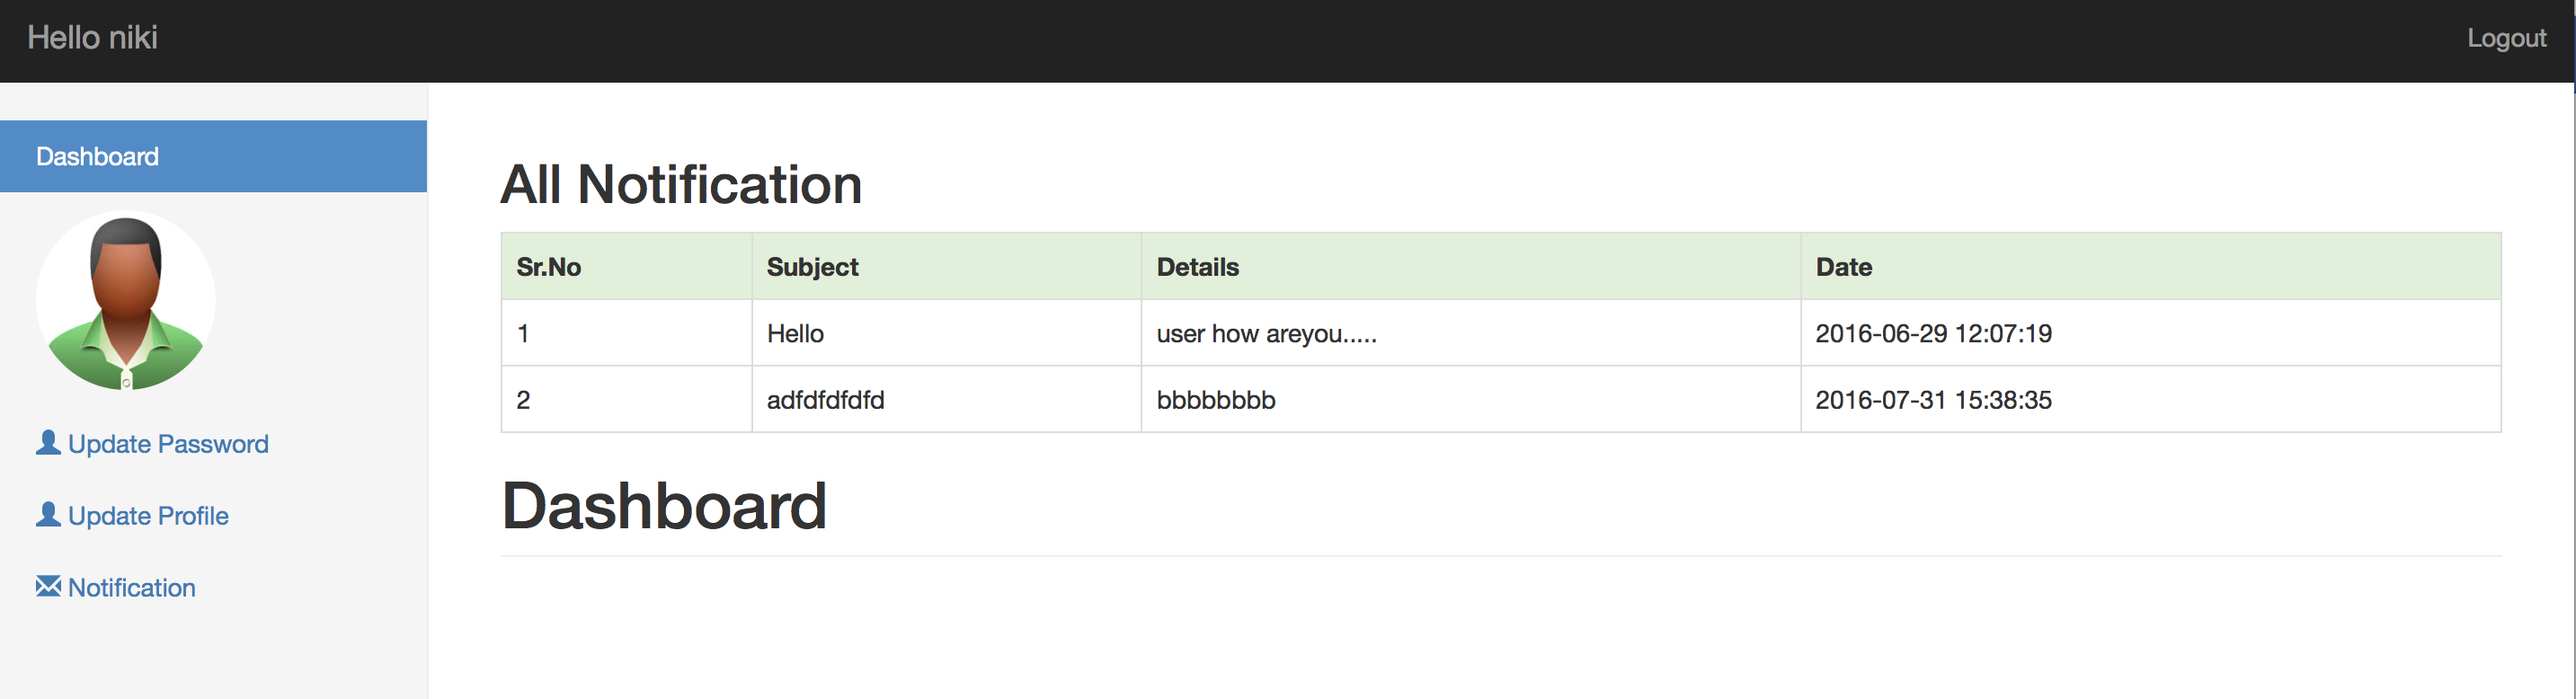 Hello niki
Logout
Dashboard
Update Password
Update Profile
Notification
All Notification
Sr.No Subject Details Date
1 Hello user how areyou..... 2016-06-29 12:07:19
2 adfdfdfdfd bbbbbbbb 2016-07-31 15:38:35
Dashboard